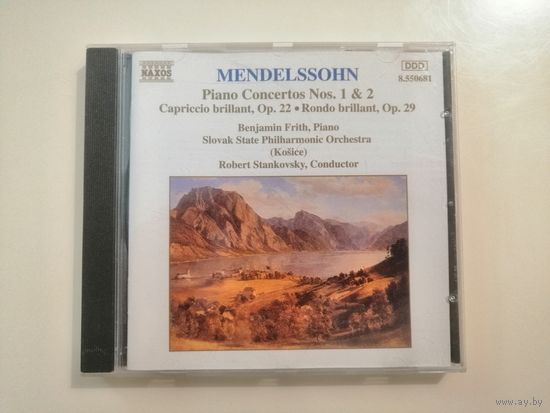 NAXOS
DDD
8.550681
MENDELSSOHN
Piano Concertos Nos. 1 & 2
Capriccio brillant, Op. 22 • Rondo brillant, Op. 29
Benjamin Frith, Piano
Slovak State Philharmonic Orchestra
(Košice)
Robert Stankovsky, Conductor
www.ay.by